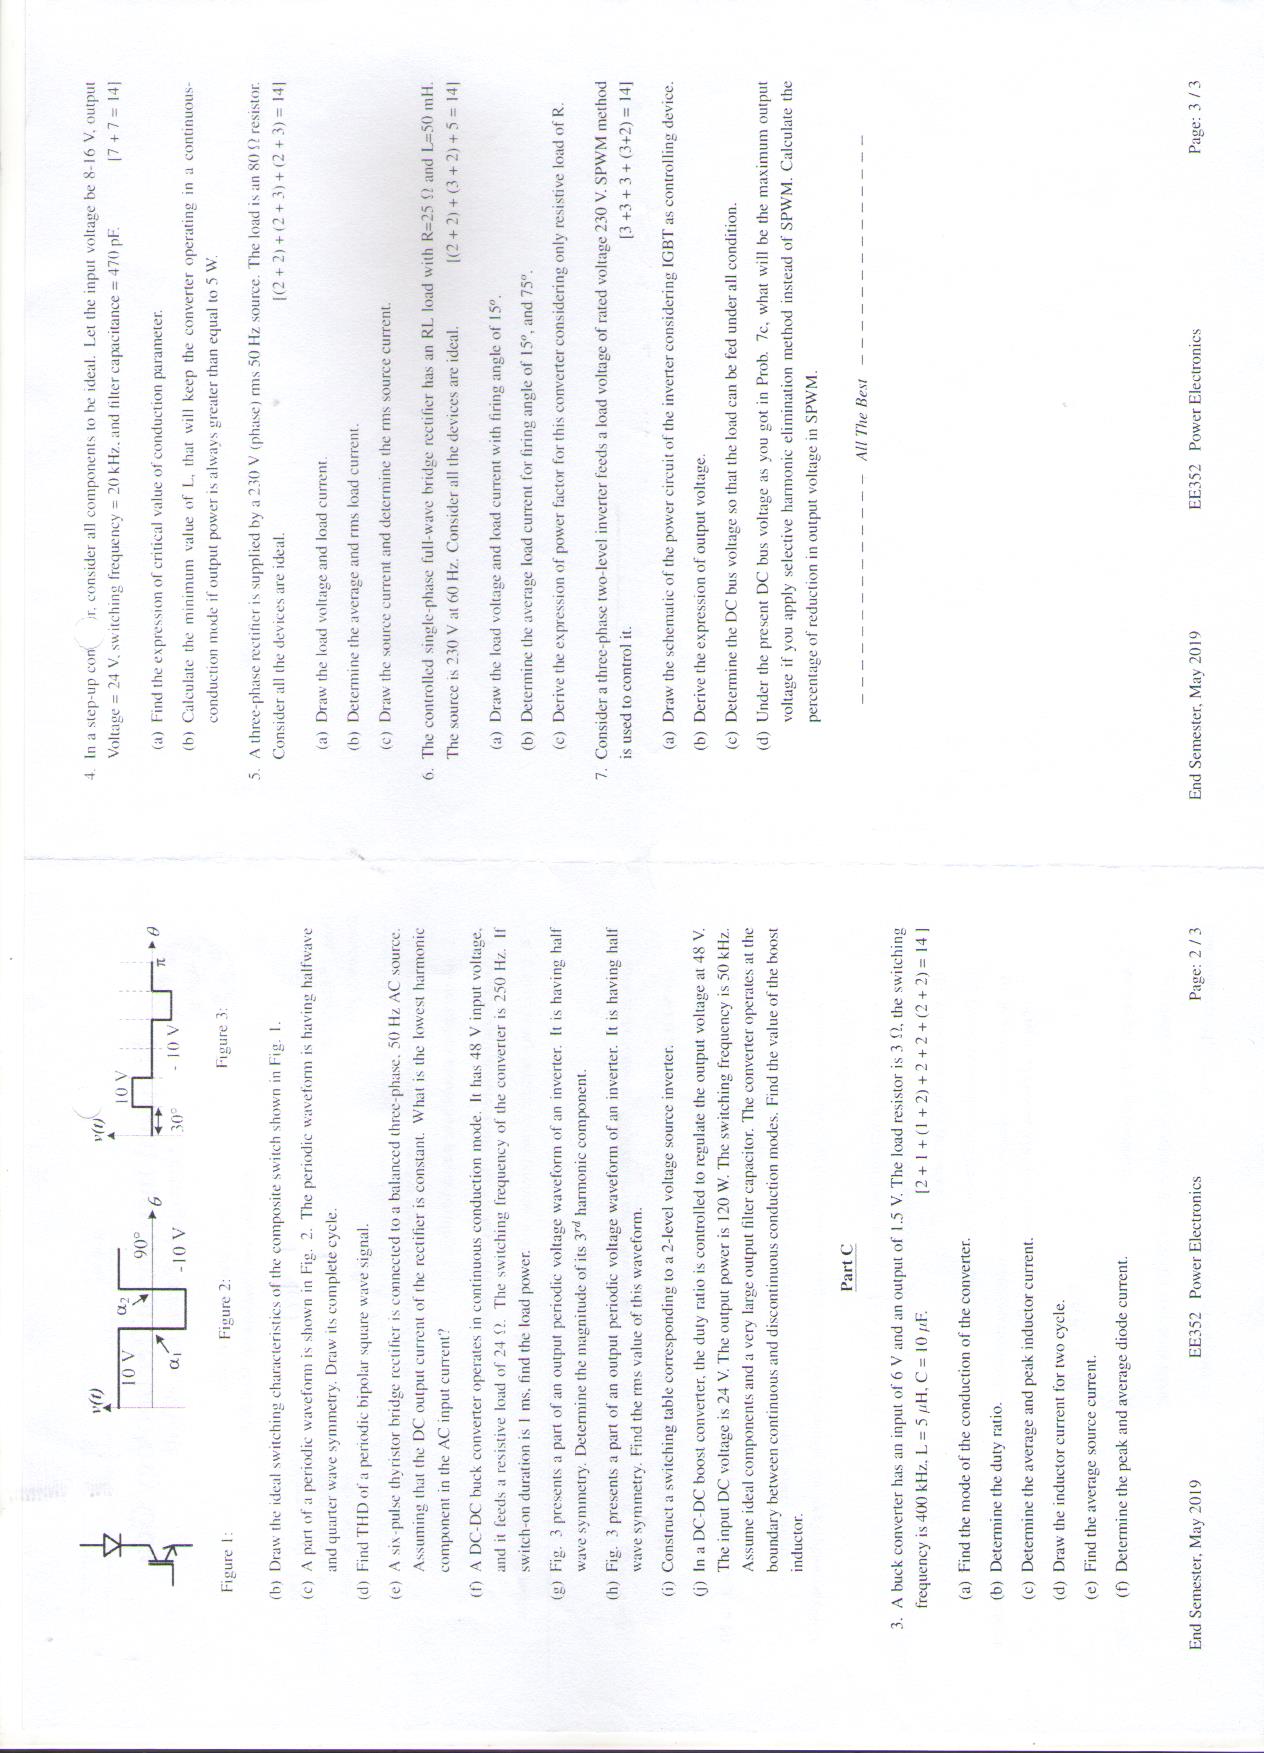 v(t)
10 V
α1
α2
90°
θ
-10 V
v(t)
10 V
30°
- 10 V
π
θ
Figure 1:
Figure 2:
Figure 3:
(b) Draw the ideal switching characteristics of the composite switch shown in Fig. 1.
(c) A part of a periodic waveform is shown in Fig. 2. The periodic waveform is having halfwave
and quarter wave symmetry. Draw its complete cycle.
(d) Find THD of a periodic bipolar square wave signal.
(e) A six-pulse thyristor bridge rectifier is connected to a balanced three-phase, 50 Hz AC source.
Assuming that the DC output current of the rectifier is constant. What is the lowest harmonic
component in the AC input current?
(f) A DC-DC buck converter operates in continuous conduction mode. It has 48 V input voltage,
and it feeds a resistive load of 24 Ω. The switching frequency of the converter is 250 Hz. If
switch-on duration is 1 ms, find the load power.
(g) Fig. 3 presents a part of an output periodic voltage waveform of an inverter. It is having half
wave symmetry. Determine the magnitude of its 3rd harmonic component.
(h) Fig. 3 presents a part of an output periodic voltage waveform of an inverter. It is having half
wave symmetry. Find the rms value of this waveform.
(i) Construct a switching table corresponding to a 2-level voltage source inverter.
(j) In a DC-DC boost converter, the duty ratio is controlled to regulate the output voltage at 48 V.
The input DC voltage is 24 V. The output power is 120 W. The switching frequency is 50 kHz.
Assume ideal components and a very large output filter capacitor. The converter operates at the
boundary between continuous and discontinuous conduction modes. Find the value of the boost
inductor.
Part C
3. A buck converter has an input of 6 V and an output of 1.5 V. The load resistor is 3 Ω, the switching
frequency is 400 kHz, L = 5 μH, C = 10 μF. [2 + 1 + (1 + 2) + 2 + 2 + (2 + 2) = 14 ]
(a) Find the mode of the conduction of the converter.
(b) Determine the duty ratio.
(c) Determine the average and peak inductor current.
(d) Draw the inductor current for two cycle.
(e) Find the average source current.
(f) Determine the peak and average diode current.
End Semester, May 2019 EE352 Power Electronics Page: 2 / 3
4. In a step-up con r, consider all components to be ideal. Let the input voltage be 8-16 V, output
Voltage = 24 V, switching frequency = 20 kHz, and filter capacitance = 470 pF. [7 + 7 = 14]
(a) Find the expression of critical value of conduction parameter.
(b) Calculate the minimum value of L, that will keep the converter operating in a continuous-
conduction mode if output power is always greater than equal to 5 W.
5. A three-phase rectifier is supplied by a 230 V (phase) rms 50 Hz source. The load is an 80 Ω resistor.
Consider all the devices are ideal. [(2 + 2) + (2 + 3) + (2 + 3) = 14]
(a) Draw the load voltage and load current.
(b) Determine the average and rms load current.
(c) Draw the source current and determine the rms source current.
6. The controlled single-phase full-wave bridge rectifier has an RL load with R=25 Ω and L=50 mH.
The source is 230 V at 60 Hz. Consider all the devices are ideal. [(2 + 2) + (3 + 2) + 5 = 14]
(a) Draw the load voltage and load current with firing angle of 15°.
(b) Determine the average load current for firing angle of 15°, and 75°.
(c) Derive the expression of power factor for this converter considering only resistive load of R.
7. Consider a three-phase two-level inverter feeds a load voltage of rated voltage 230 V. SPWM method
is used to control it. [3 +3 + 3 + (3+2) = 14]
(a) Draw the schematic of the power circuit of the inverter considering IGBT as controlling device.
(b) Derive the expression of output voltage.
(c) Determine the DC bus voltage so that the load can be fed under all condition.
(d) Under the present DC bus voltage as you got in Prob. 7c, what will be the maximum output
voltage if you apply selective harmonic elimination method instead of SPWM. Calculate the
percentage of reduction in output voltage in SPWM.
– – – – – – – – – – – – – – All The Best – – – – – – – – – – – – – –
End Semester, May 2019 EE352 Power Electronics Page: 3 / 3